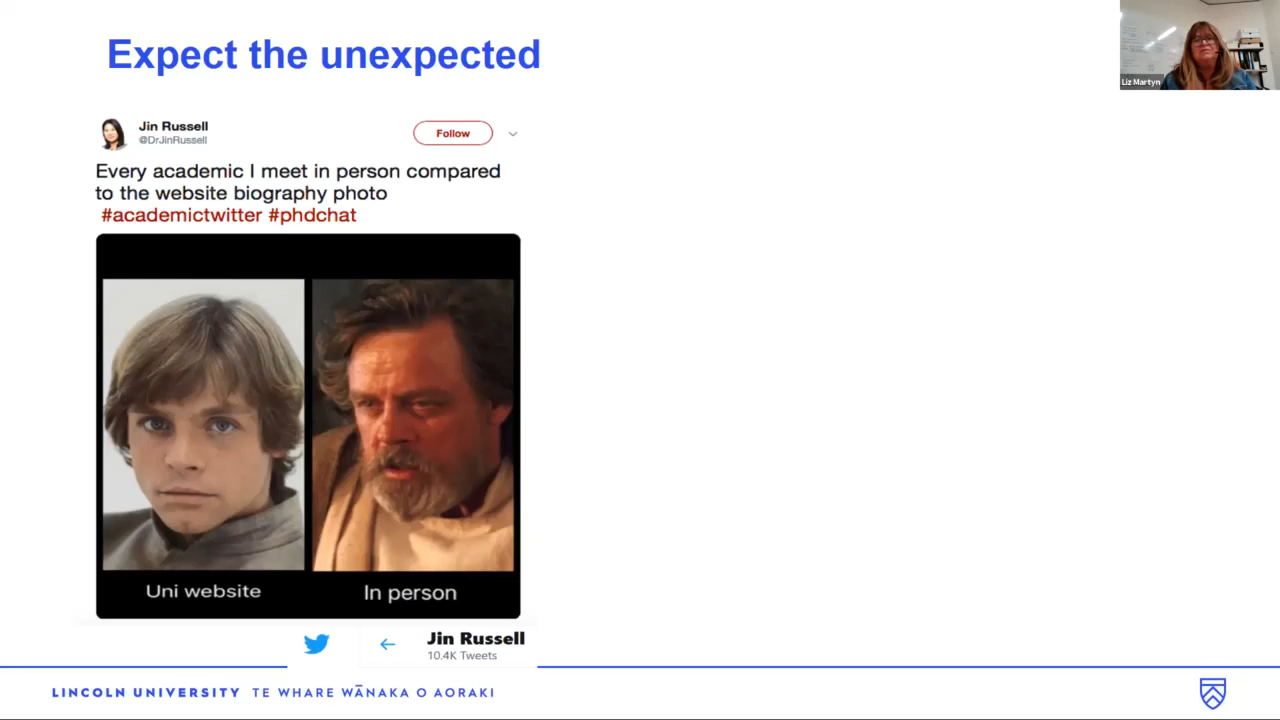 Expect the unexpected
Liz Martyn
Jin Russell
@DrJinRussell
Follow
Every academic I meet in person compared
to the website biography photo
#academictwitter #phdchat
Uni website
In person
Jin Russell
10.4K Tweets
LINCOLN UNIVERSITY TE WHARE WĀNAKA O AORAKI